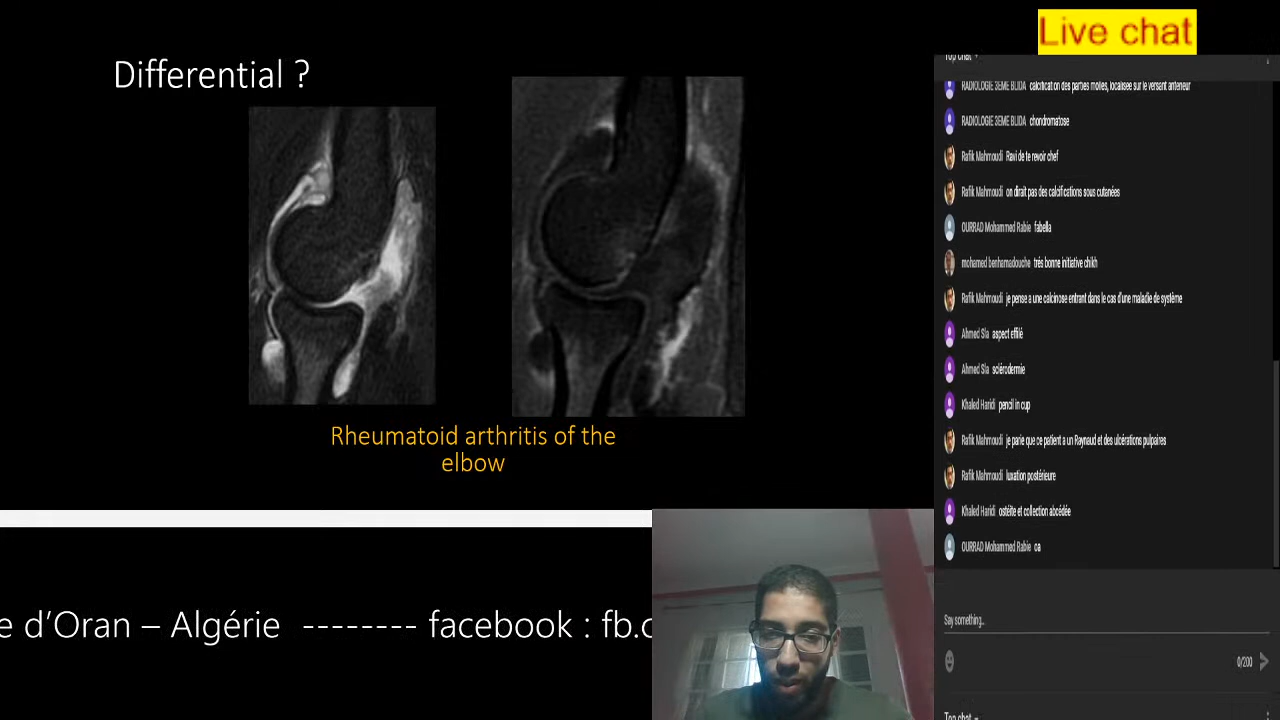 Live chat
Differential ?
Top chat
RADIOLOGIE 3EME BLIDA calcification des parties molles, localisée sur le versant antérieur
RADIOLOGIE 3EME BLIDA chondromatose
Rafik Mahmoudi Ravi de te revoir chef
Rafik Mahmoudi on dirait pas des calcifications sous cutanées
OURRAD Mohammed Rabie fabella
mohamed benhamadouche très bonne initiative chikh
Rafik Mahmoudi je pense a une calcinose entrant dans le cas d'une maladie de système
Ahmed Sia aspect effilé
Ahmed Sia sclérodermie
Khaled Haridi pencil in cup
Rafik Mahmoudi je parie que ce patient a un Raynaud et des ulcérations pulpaires
Rafik Mahmoudi luxation postérieure
Khaled Haridi ostéite et collection abcédée
OURRAD Mohammed Rabie oa
Rheumatoid arthritis of the
elbow
e d'Oran – Algérie -------- facebook : fb.c
Say something...
0/200
Top chat